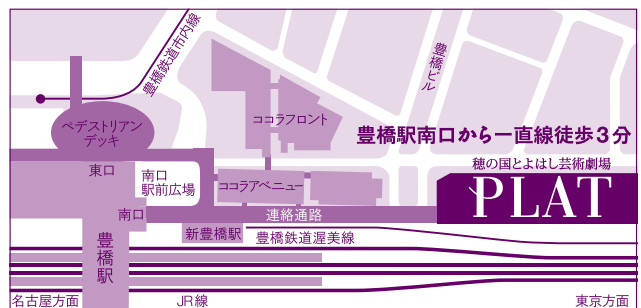 豊橋鉄道市内線
豊橋ビル
ココラフロント
ペデストリアン
デッキ
豊橋駅南口から一直線徒歩3分
穂の国とよはし芸術劇場
PLAT
東口
南口
駅前広場
ココラアベニュー
南口
連絡通路
新豊橋駅
豊橋鉄道渥美線
豊橋駅
名古屋方面
JR線
東京方面